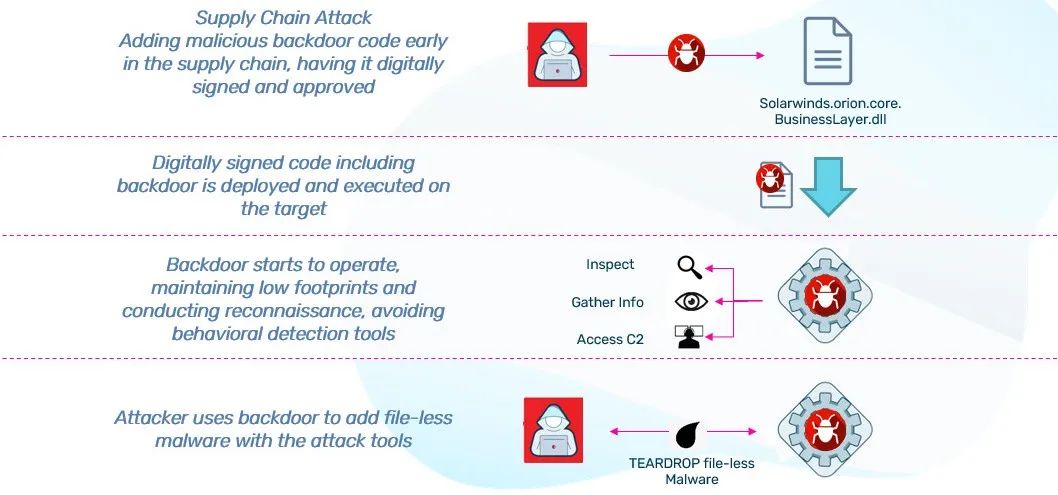 Supply Chain Attack
Adding malicious backdoor code early
in the supply chain, having it digitally
signed and approved
Solarwinds.orion.core.
BusinessLayer.dll
Digitally signed code including
backdoor is deployed and executed on
the target
Backdoor starts to operate,
maintaining low footprints and
conducting reconnaissance, avoiding
behavioral detection tools
Inspect
Gather Info
Access C2
Attacker uses backdoor to add file-less
malware with the attack tools
TEARDROP file-less
Malware